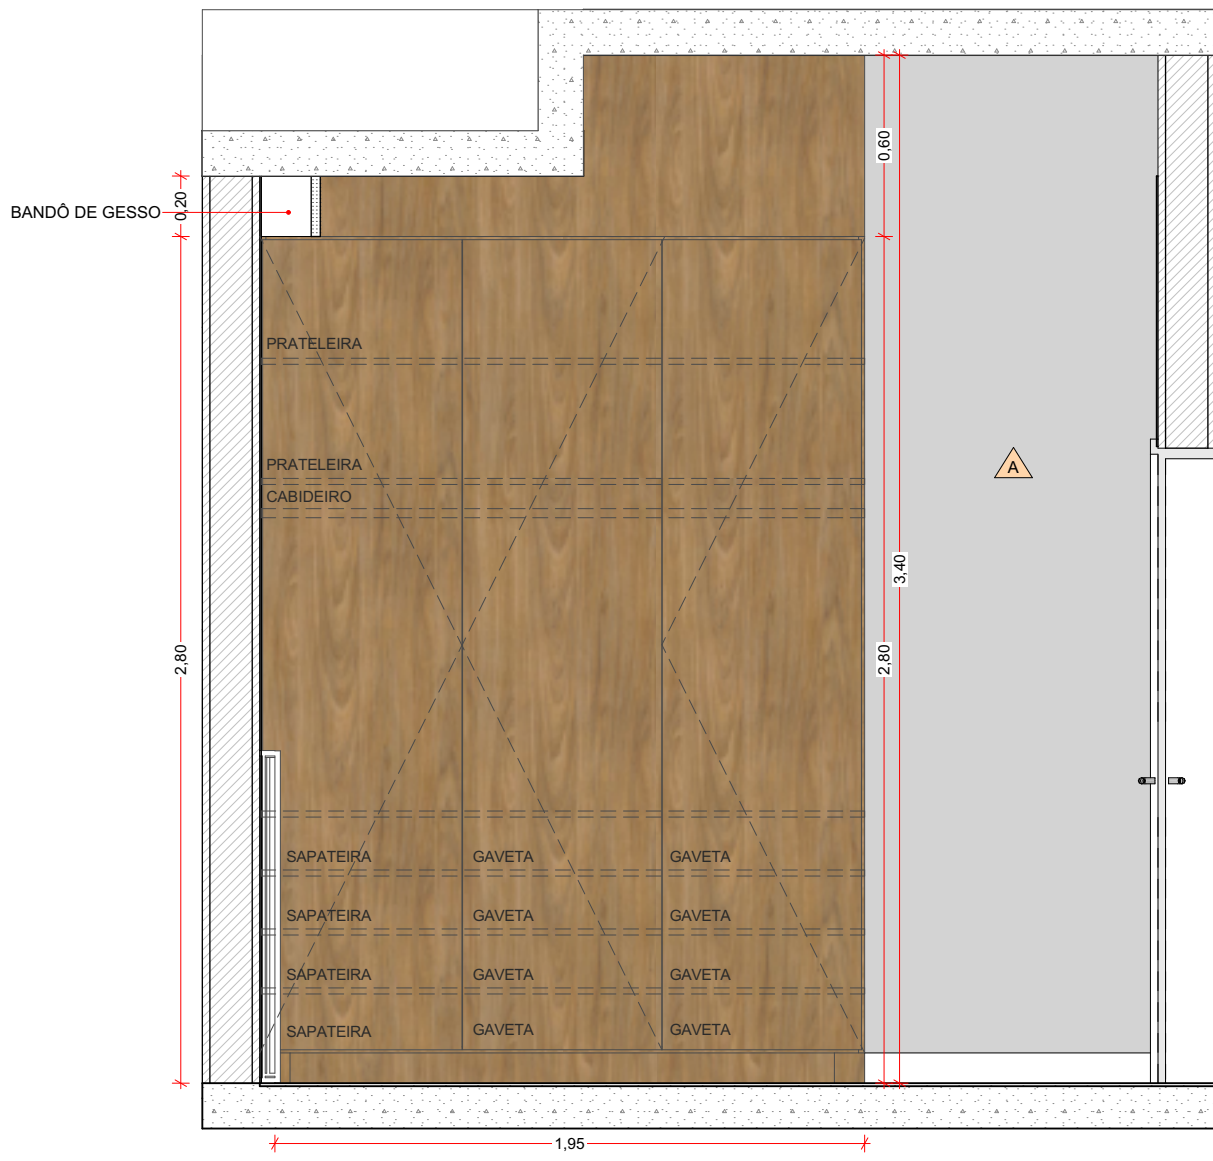 0,60
0,20
BANDÔ DE GESSO
PRATELEIRA
PRATELEIRA
A
CABIDEIRO
3,40
2,80
2,80
SAPATEIRA GAVETA GAVETA
SAPATEIRA GAVETA GAVETA
SAPATEIRA GAVETA GAVETA
SAPATEIRA GAVETA GAVETA
1,95